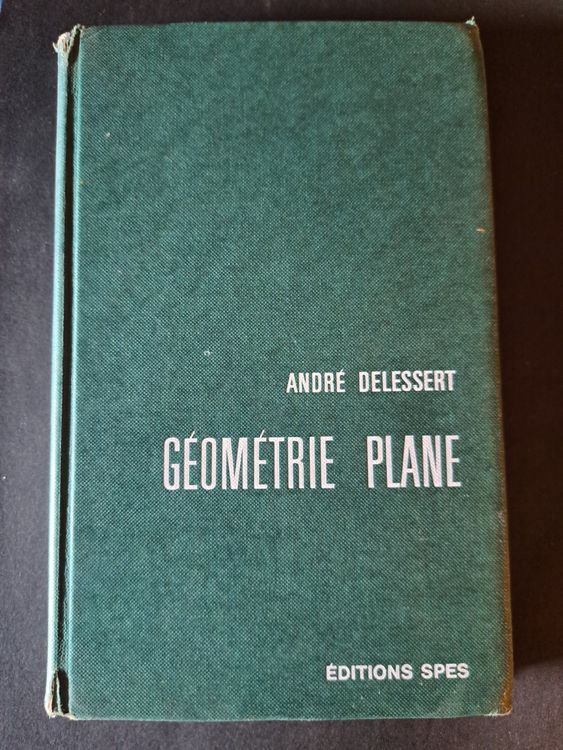 ANDRÉ DELESSERT
GÉOMÉTRIE PLANE
ÉDITIONS SPES